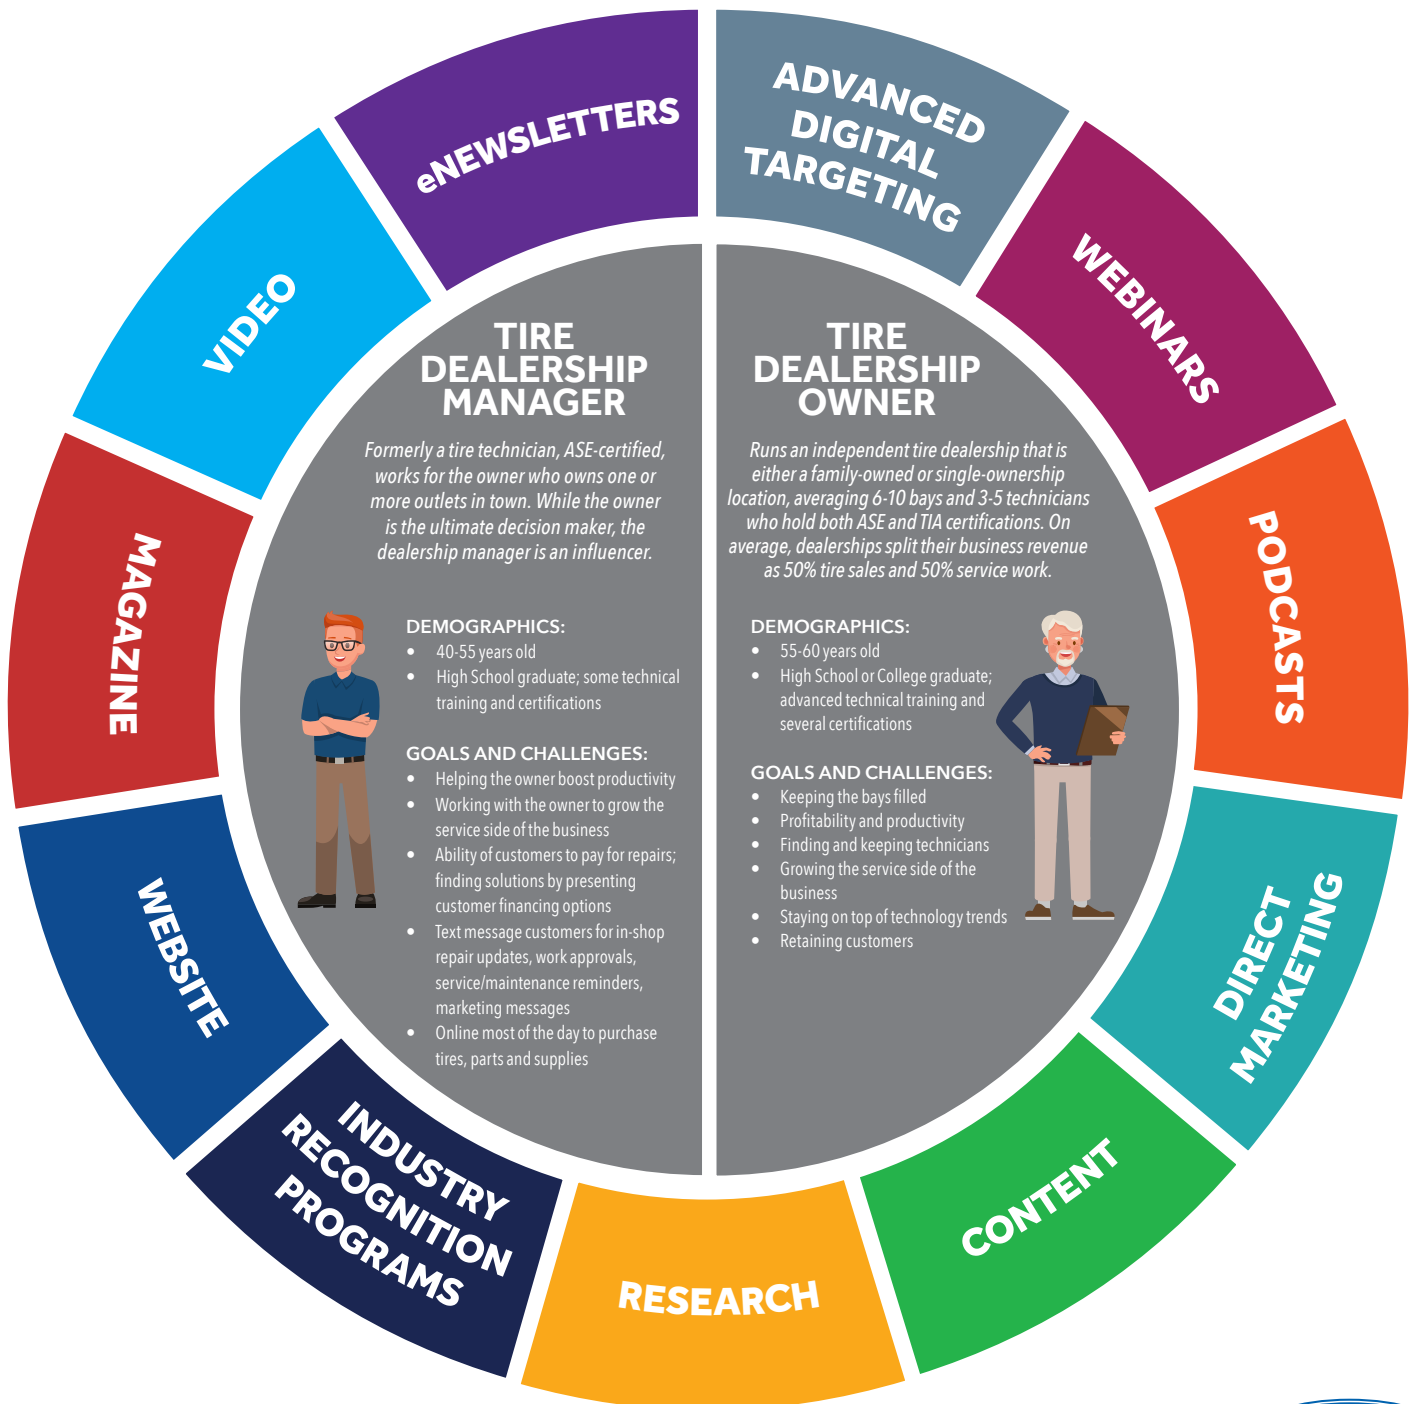 eNEWSLETTERS
ADVANCED
DIGITAL
TARGETING
WEBINARS
PODCASTS
DIRECT
MARKETING
CONTENT
RESEARCH
INDUSTRY
RECOGNITION
PROGRAMS
WEBSITE
MAGAZINE
VIDEO
TIRE
DEALERSHIP
MANAGER
Formerly a tire technician, ASE-certified,
works for the owner who owns one or
more outlets in town. While the owner
is the ultimate decision maker, the
dealership manager is an influencer.
DEMOGRAPHICS:
• 40-55 years old
• High School graduate; some technical
training and certifications
GOALS AND CHALLENGES:
• Helping the owner boost productivity
• Working with the owner to grow the
service side of the business
• Ability of customers to pay for repairs;
finding solutions by presenting
customer financing options
• Text message customers for in-shop
repair updates, work approvals,
service/maintenance reminders,
marketing messages
• Online most of the day to purchase
tires, parts and supplies
TIRE
DEALERSHIP
OWNER
Runs an independent tire dealership that is
either a family-owned or single-ownership
location, averaging 6-10 bays and 3-5 technicians
who hold both ASE and TIA certifications. On
average, dealerships split their business revenue
as 50% tire sales and 50% service work.
DEMOGRAPHICS:
• 55-60 years old
• High School or College graduate;
advanced technical training and
several certifications
GOALS AND CHALLENGES:
• Keeping the bays filled
• Profitability and productivity
• Finding and keeping technicians
• Growing the service side of the
business
• Staying on top of technology trends
• Retaining customers